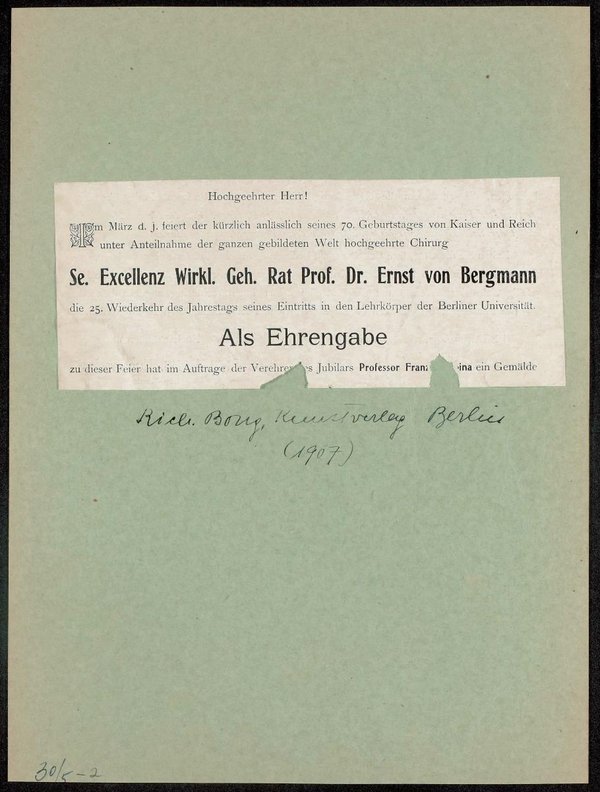 Hochgeehrter Herr!
Im März d. j. feiert der kürzlich anlässlich seines 70. Geburtstages von Kaiser und Reich
unter Anteilnahme der ganzen gebildeten Welt hochgeehrte Chirurg
Se. Excellenz Wirkl. Geh. Rat Prof. Dr. Ernst von Bergmann
die 25. Wiederkehr des Jahrestags seines Eintritts in den Lehrkörper der Berliner Universität.
Als Ehrengabe
zu dieser Feier hat im Auftrage der Jubilars Professor Franz ein Gemälde
Rich. Bong, Kunstverlag Berlin
(1907)
30/5-2